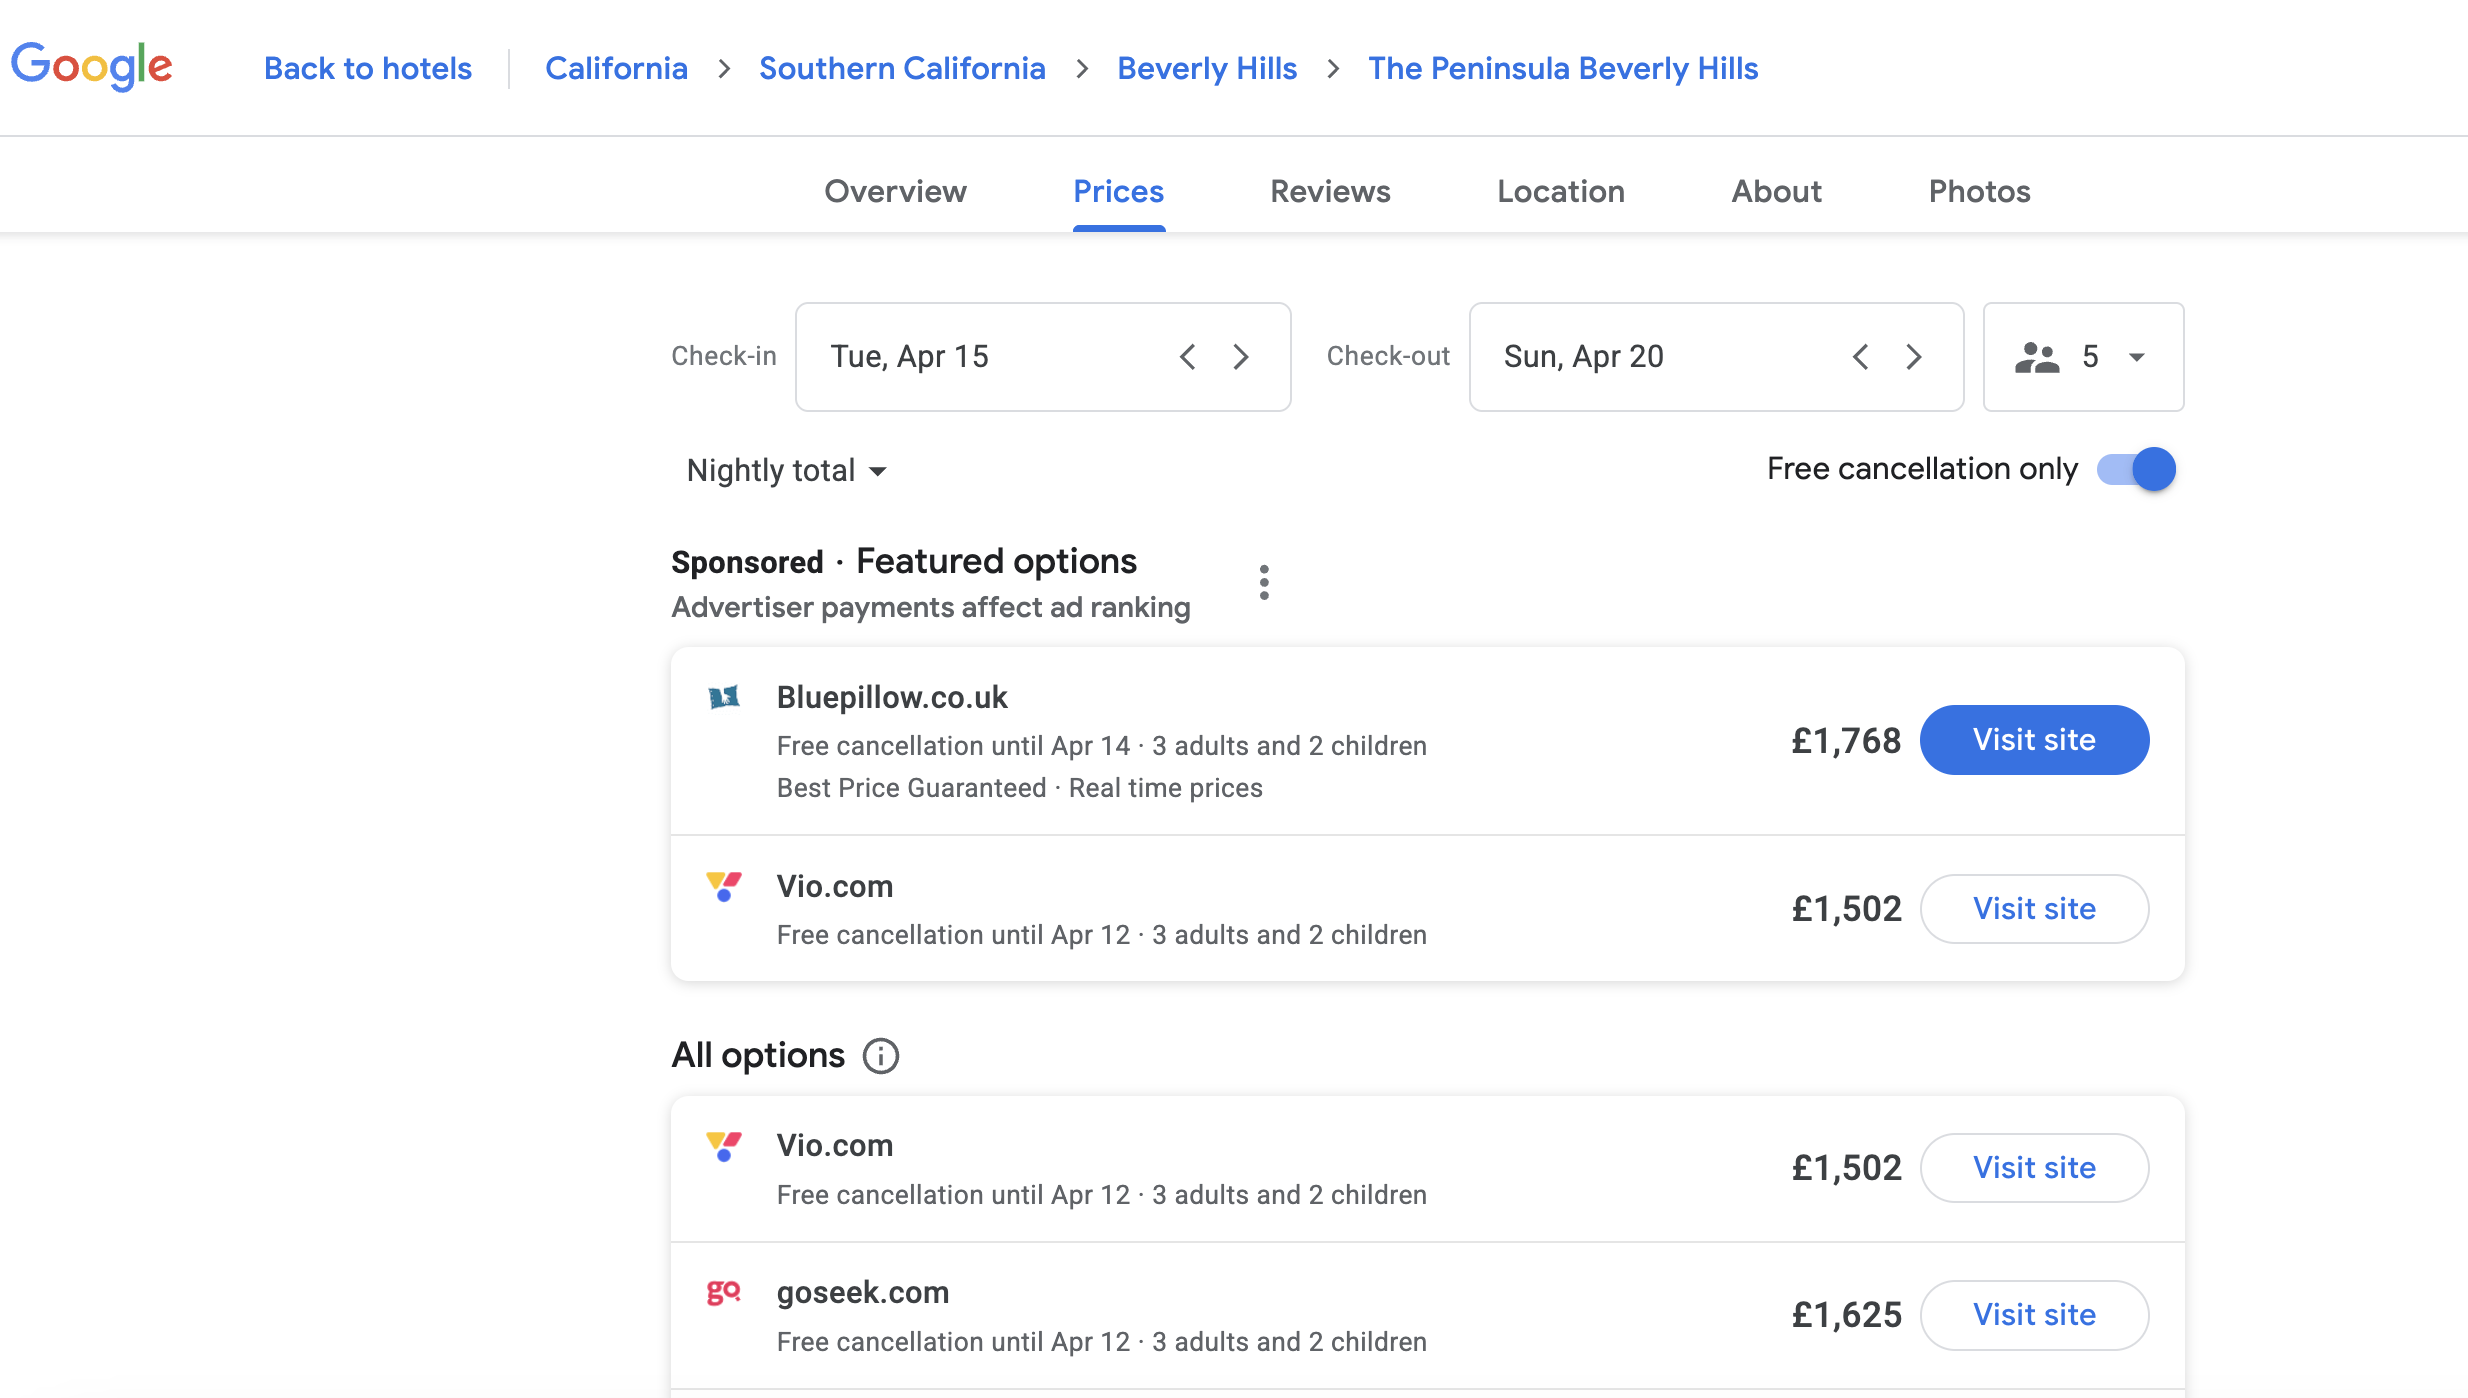 Google Back to hotels California > Southern California > Beverly Hills > The Peninsula Beverly Hills
Overview Prices Reviews Location About Photos
Check-in Tue, Apr 15 Check-out Sun, Apr 20 5
Nightly total Free cancellation only
Sponsored · Featured options
Advertiser payments affect ad ranking
Bluepillow.co.uk
Free cancellation until Apr 14 · 3 adults and 2 children
Best Price Guaranteed · Real time prices
£1,768 Visit site
Vio.com
Free cancellation until Apr 12 · 3 adults and 2 children
£1,502 Visit site
All options
Vio.com
Free cancellation until Apr 12 · 3 adults and 2 children
£1,502 Visit site
go
goseek.com
Free cancellation until Apr 12 · 3 adults and 2 children
£1,625 Visit site